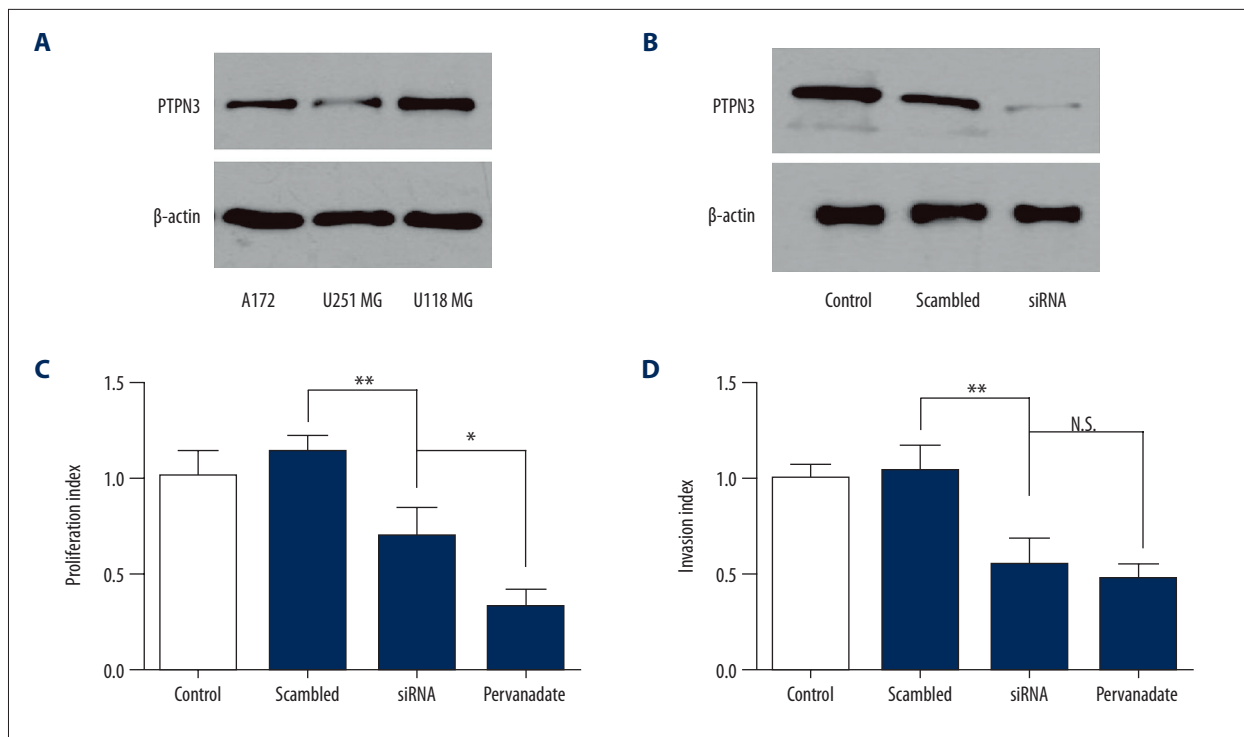 A
PTPN3
β-actin
A172 U251 MG U118 MG
B
PTPN3
β-actin
Control Scambled siRNA
C
1.5
1.0
0.5
0.0
Proliferation index
**
*
Control Scambled siRNA Pervanadate
D
1.5
1.0
0.5
0.0
Invasion index
**
N.S.
Control Scambled siRNA Pervanadate